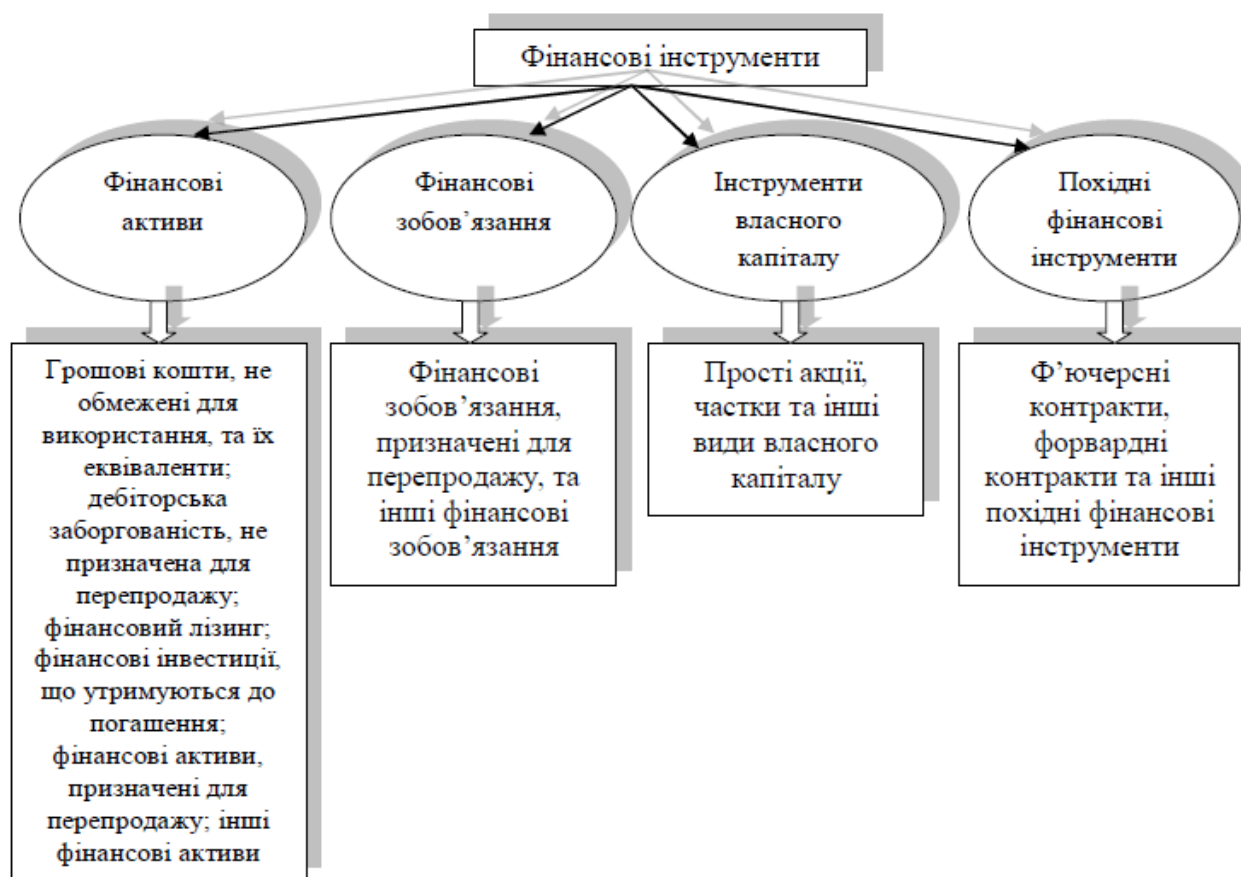 Фінансові інструменти
Фінансові
активи
Фінансові
зобов’язання
Інструменти
власного
капіталу
Похідні
фінансові
інструменти
Грошові кошти, не
обмежені для
використання, та їх
еквіваленти;
дебіторська
заборгованість, не
призначена для
перепродажу;
фінансовий лізинг;
фінансові інвестиції,
що утримуються до
погашення;
фінансові активи,
призначені для
перепродажу; інші
фінансові активи
Фінансові
зобов’язання,
призначені для
перепродажу, та
інші фінансові
зобов’язання
Прості акції,
частки та інші
види власного
капіталу
Ф’ючерсні
контракти,
форвардні
контракти та інші
похідні фінансові
інструменти